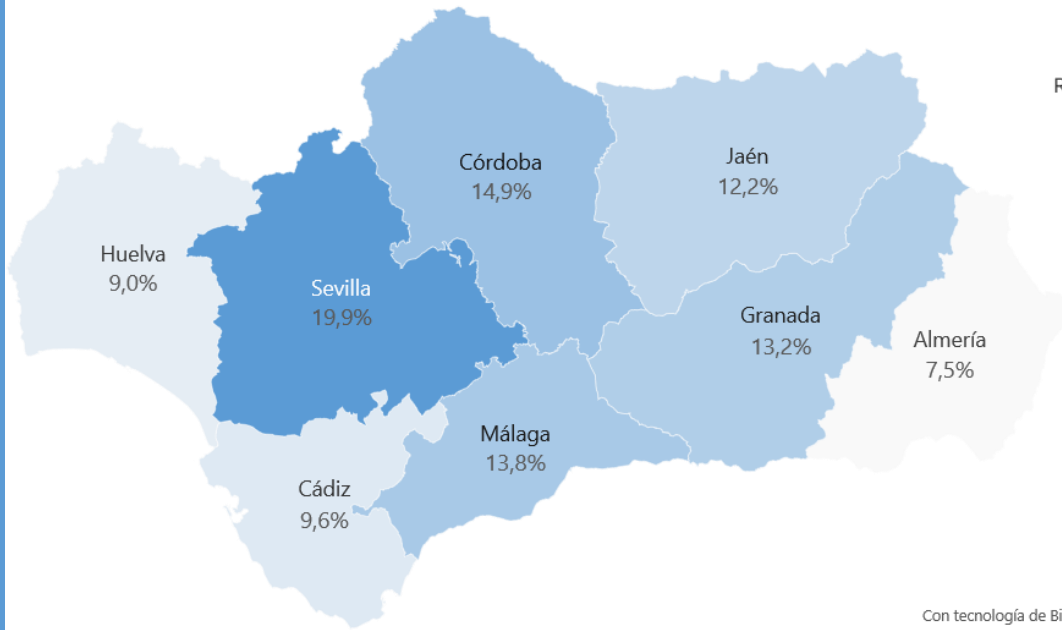 Córdoba
14,9%
Jaén
12,2%
Huelva
9,0%
Sevilla
19,9%
Granada
13,2%
Almería
7,5%
Málaga
13,8%
Cádiz
9,6%
Con tecnología de Bi